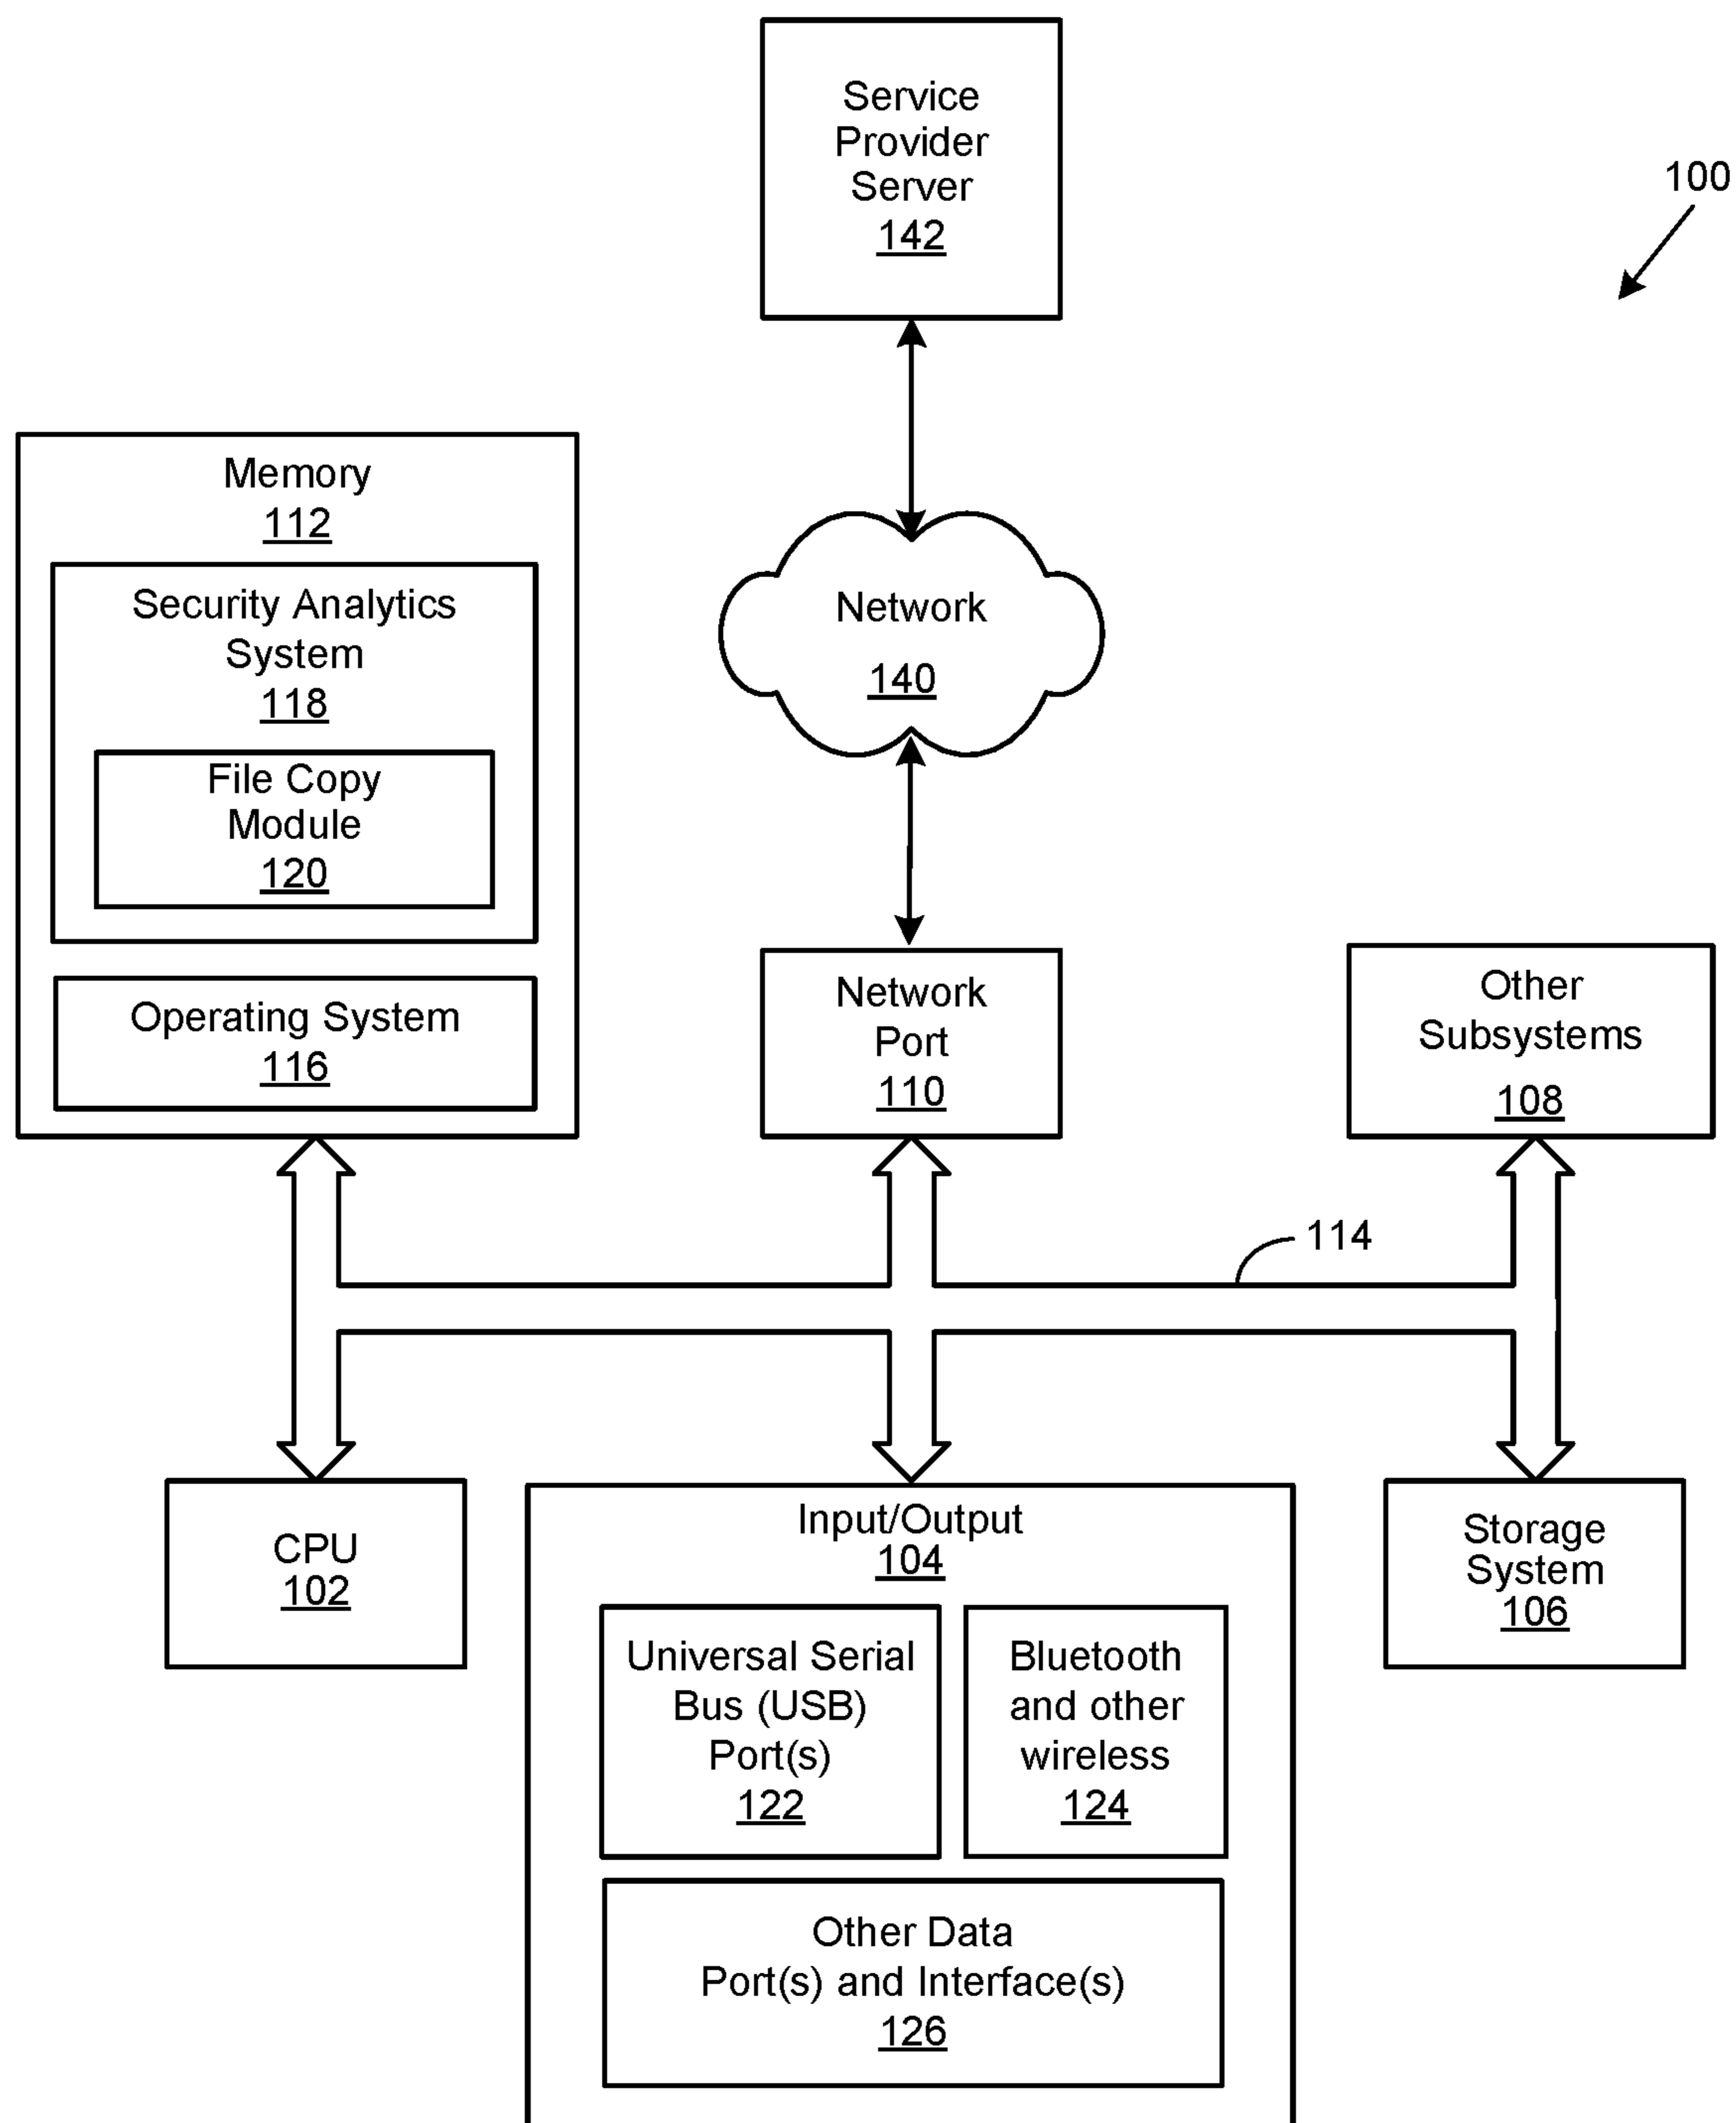 Service
Provider
Server
142
100
Memory
112
Security Analytics
System
118
File Copy
Module
120
Operating System
116
Network
140
Network
Port
110
Other
Subsystems
108
114
CPU
102
Input/Output
104
Universal Serial
Bus (USB)
Port(s)
122
Bluetooth
and other
wireless
124
Other Data
Port(s) and Interface(s)
126
Storage
System
106